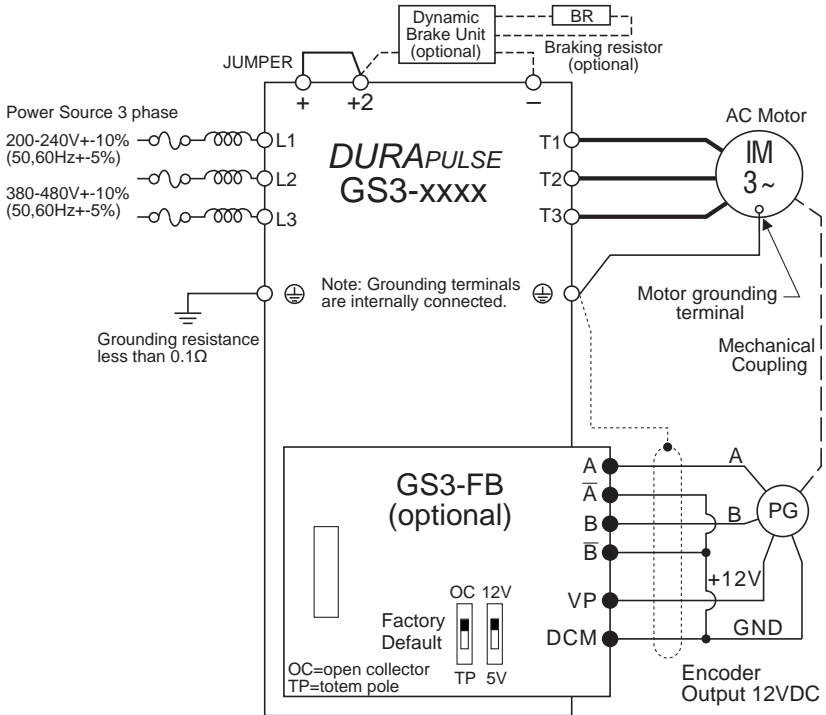 Dynamic
Brake Unit
(optional)
BR
Braking resistor
(optional)
JUMPER
+
+2
−
Power Source 3 phase
200-240V+-10%
(50,60Hz+-5%)
380-480V+-10%
(50,60Hz+-5%)
L1
L2
L3
DURAPULSE
GS3-xxxx
T1
T2
T3
AC Motor
IM
3~
Note: Grounding terminals
are internally connected.
Grounding resistance
less than 0.1Ω
Motor grounding
terminal
Mechanical
Coupling
GS3-FB
(optional)
A
A̅
B
B̅
VP
DCM
A
B
+12V
GND
PG
OC 12V
Factory
Default
TP 5V
OC=open collector
TP=totem pole
Encoder
Output 12VDC